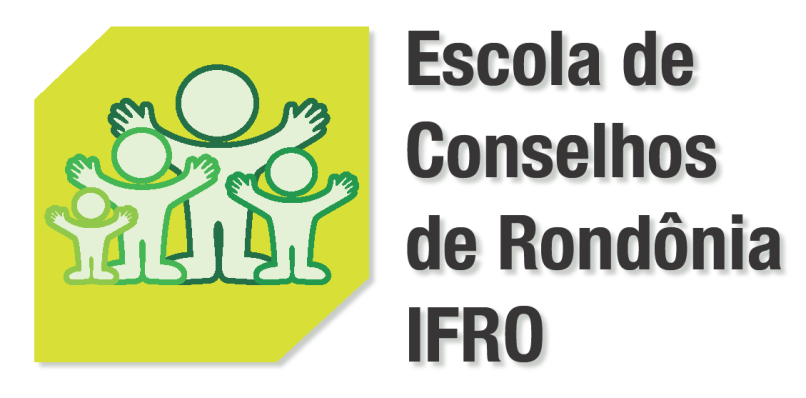 Escola de
Conselhos
de Rondônia
IFRO